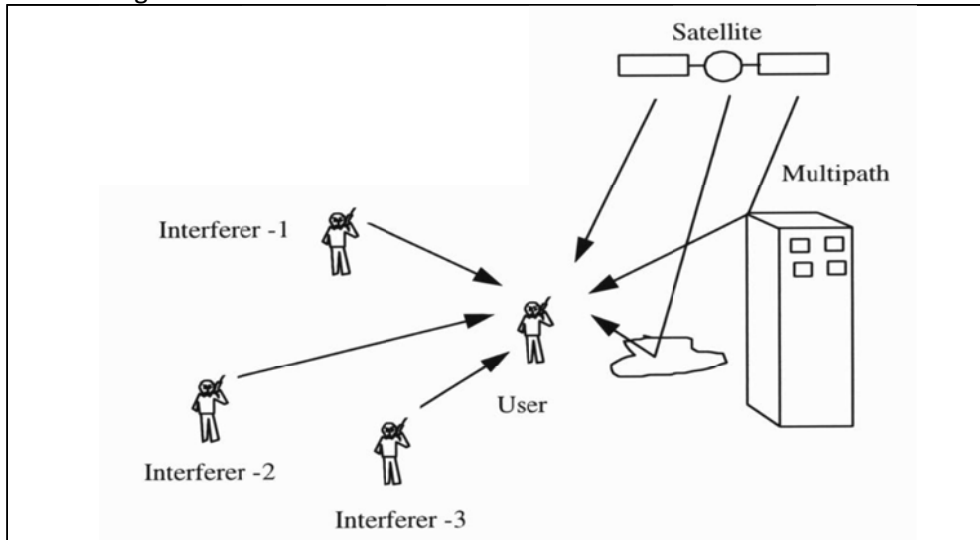 Satellite
Multipath
Interferer -1
User
Interferer -2
Interferer -3